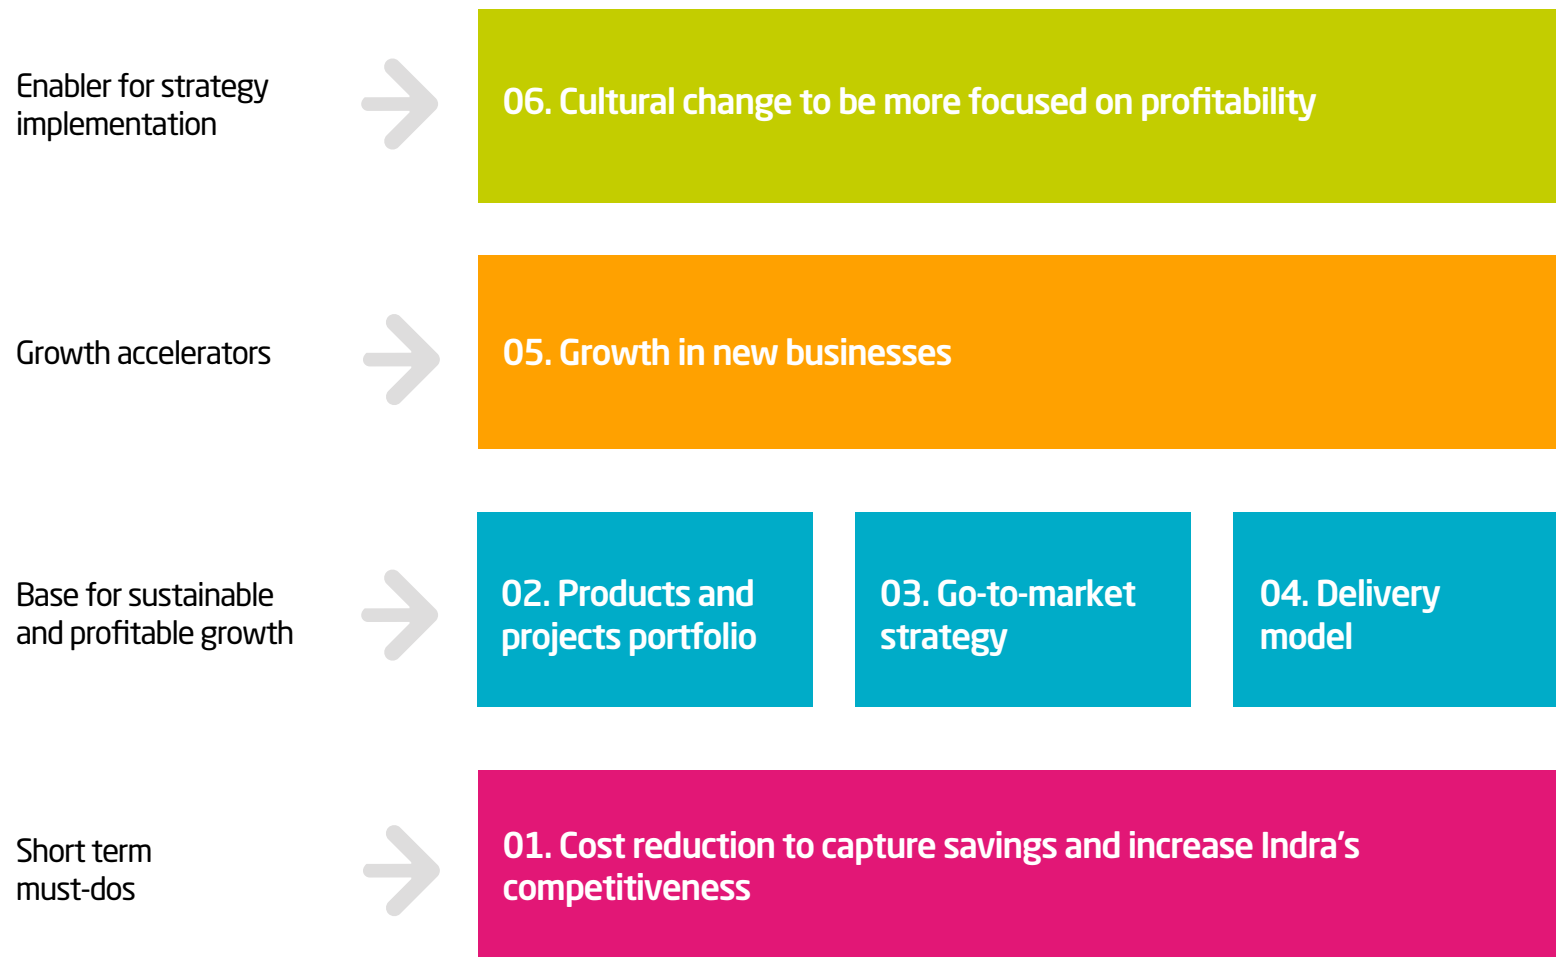 Enabler for strategy
implementation
06. Cultural change to be more focused on profitability
Growth accelerators
05. Growth in new businesses
Base for sustainable
and profitable growth
02. Products and
projects portfolio
03. Go-to-market
strategy
04. Delivery
model
Short term
must-dos
01. Cost reduction to capture savings and increase Indra’s
competitiveness